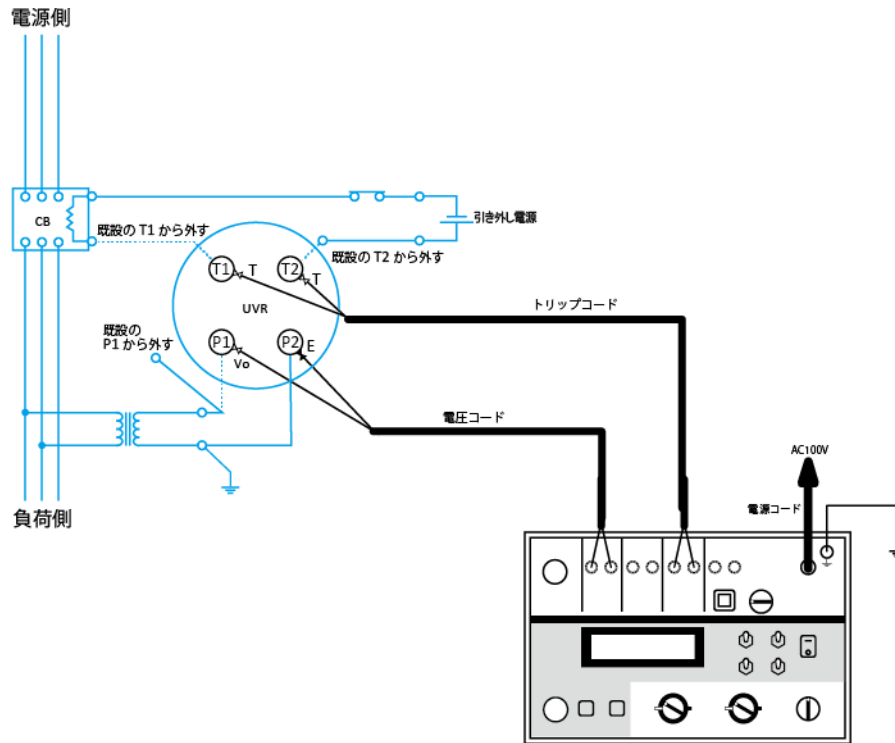 電源側
CB
引き外し電源
既設の T1 から外す
既設の T2 から外す
T1
T
T2
T
UVR
トリップコード
既設の
P1 から外す
P1
Vo
P2
E
電圧コード
AC100V
電源コード
負荷側